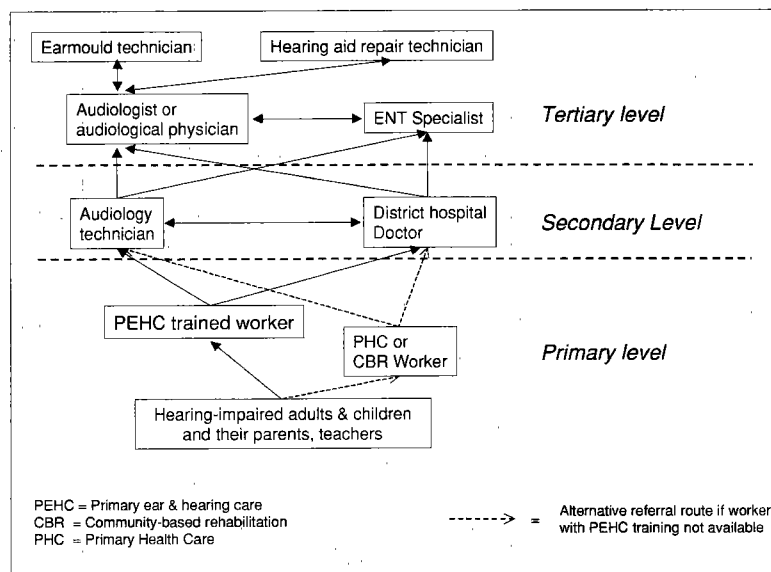 Earmould technician
Hearing aid repair technician
Audiologist or
audiological physician
ENT Specialist
Tertiary level
Audiology
technician
District hospital
Doctor
Secondary Level
PEHC trained worker
PHC or
CBR Worker
Primary level
Hearing-impaired adults & children
and their parents, teachers
PEHC = Primary ear & hearing care
CBR = Community-based rehabilitation
PHC = Primary Health Care
= Alternative referral route if worker
with PEHC training not available